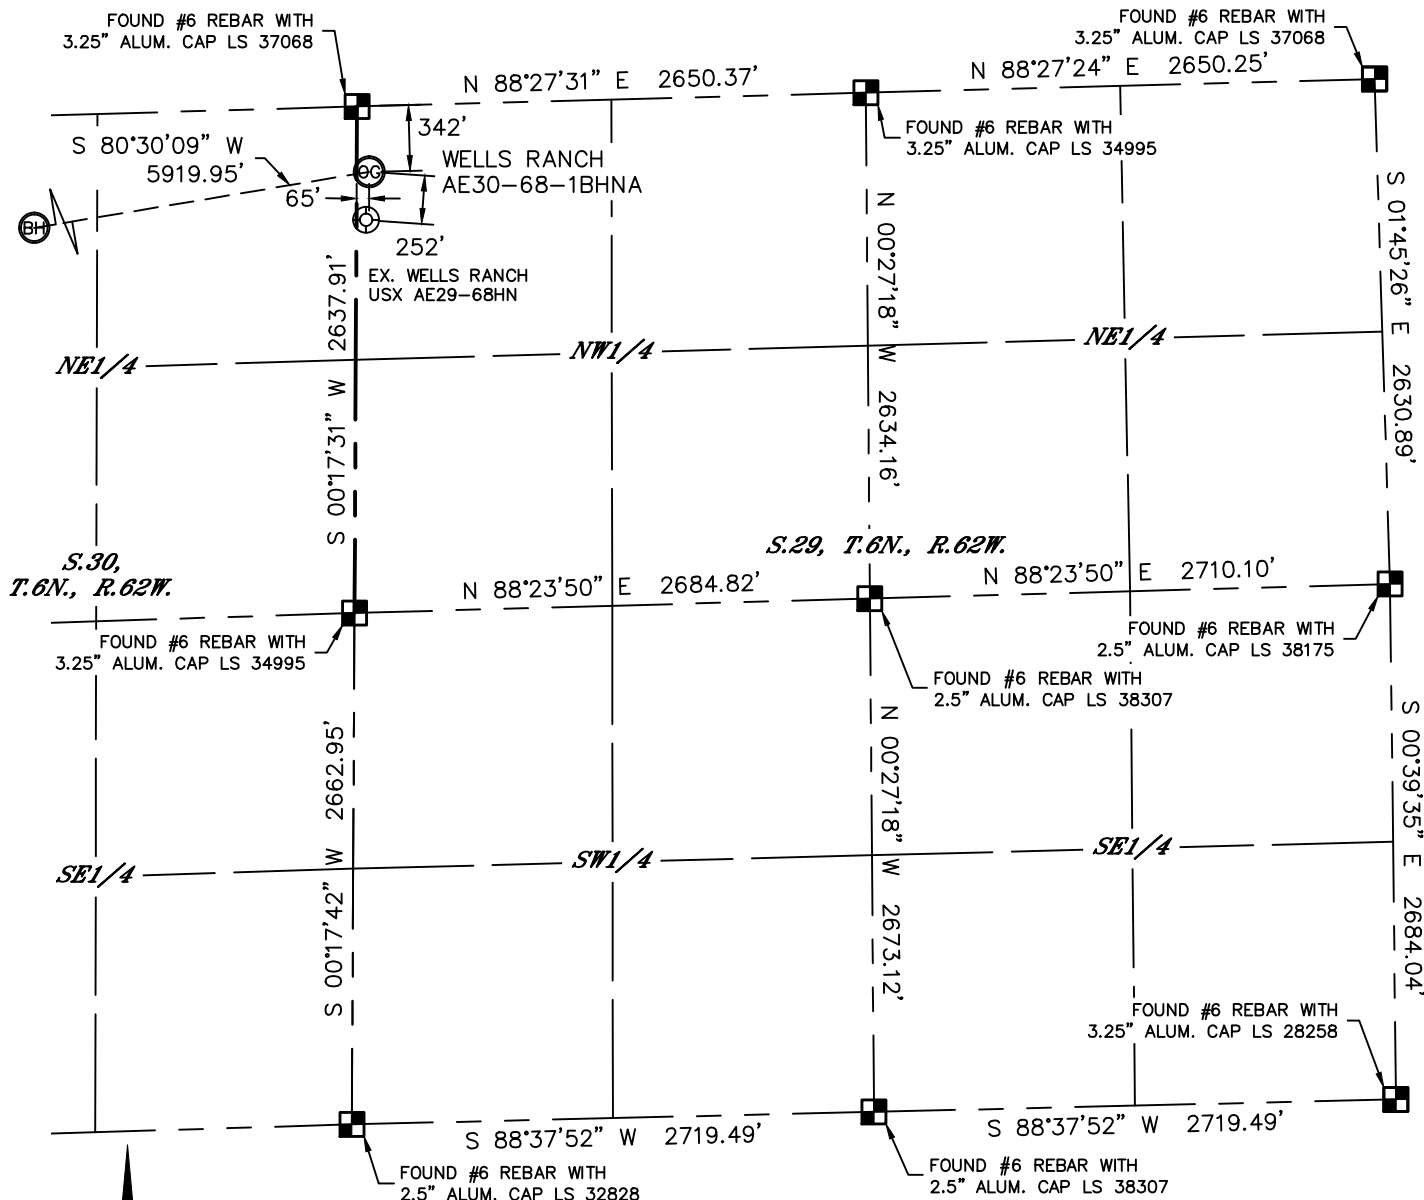 FOUND #6 REBAR WITH
3.25" ALUM. CAP LS 37068
FOUND #6 REBAR WITH
3.25" ALUM. CAP LS 37068
N 88°27'31" E 2650.37'
N 88°27'24" E 2650.25'
342'
FOUND #6 REBAR WITH
3.25" ALUM. CAP LS 34995
S 80°30'09" W
5919.95'
OG
WELLS RANCH
AE30-68-1BHNA
65'
BH
252'
EX. WELLS RANCH
USX AE29-68HN
S 00°17'31" W 2637.91'
N 00°27'18" W 2634.16'
S 01°45'26" E 2630.89'
NE1/4
NW1/4
NE1/4
S.30,
T.6N., R.62W.
S.29, T.6N., R.62W.
N 88°23'50" E 2684.82'
N 88°23'50" E 2710.10'
FOUND #6 REBAR WITH
3.25" ALUM. CAP LS 34995
FOUND #6 REBAR WITH
2.5" ALUM. CAP LS 38175
FOUND #6 REBAR WITH
2.5" ALUM. CAP LS 38307
S 00°17'42" W 2662.95'
N 00°27'18" W 2673.12'
S 00°39'35" E 2684.04'
SE1/4
SW1/4
SE1/4
FOUND #6 REBAR WITH
3.25" ALUM. CAP LS 28258
S 88°37'52" W 2719.49'
S 88°37'52" W 2719.49'
FOUND #6 REBAR WITH
2.5" ALUM. CAP LS 32828
FOUND #6 REBAR WITH
2.5" ALUM. CAP LS 38307